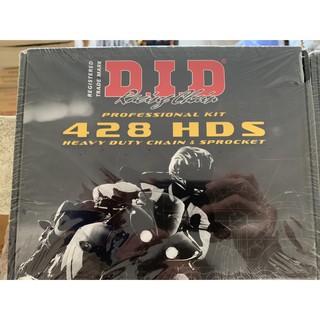 REGISTERED
TRADE MARK
D.I.D
Racing Chain
PROFESSIONAL KIT
428 HDS
HEAVY DUTY CHAIN & SPROCKET